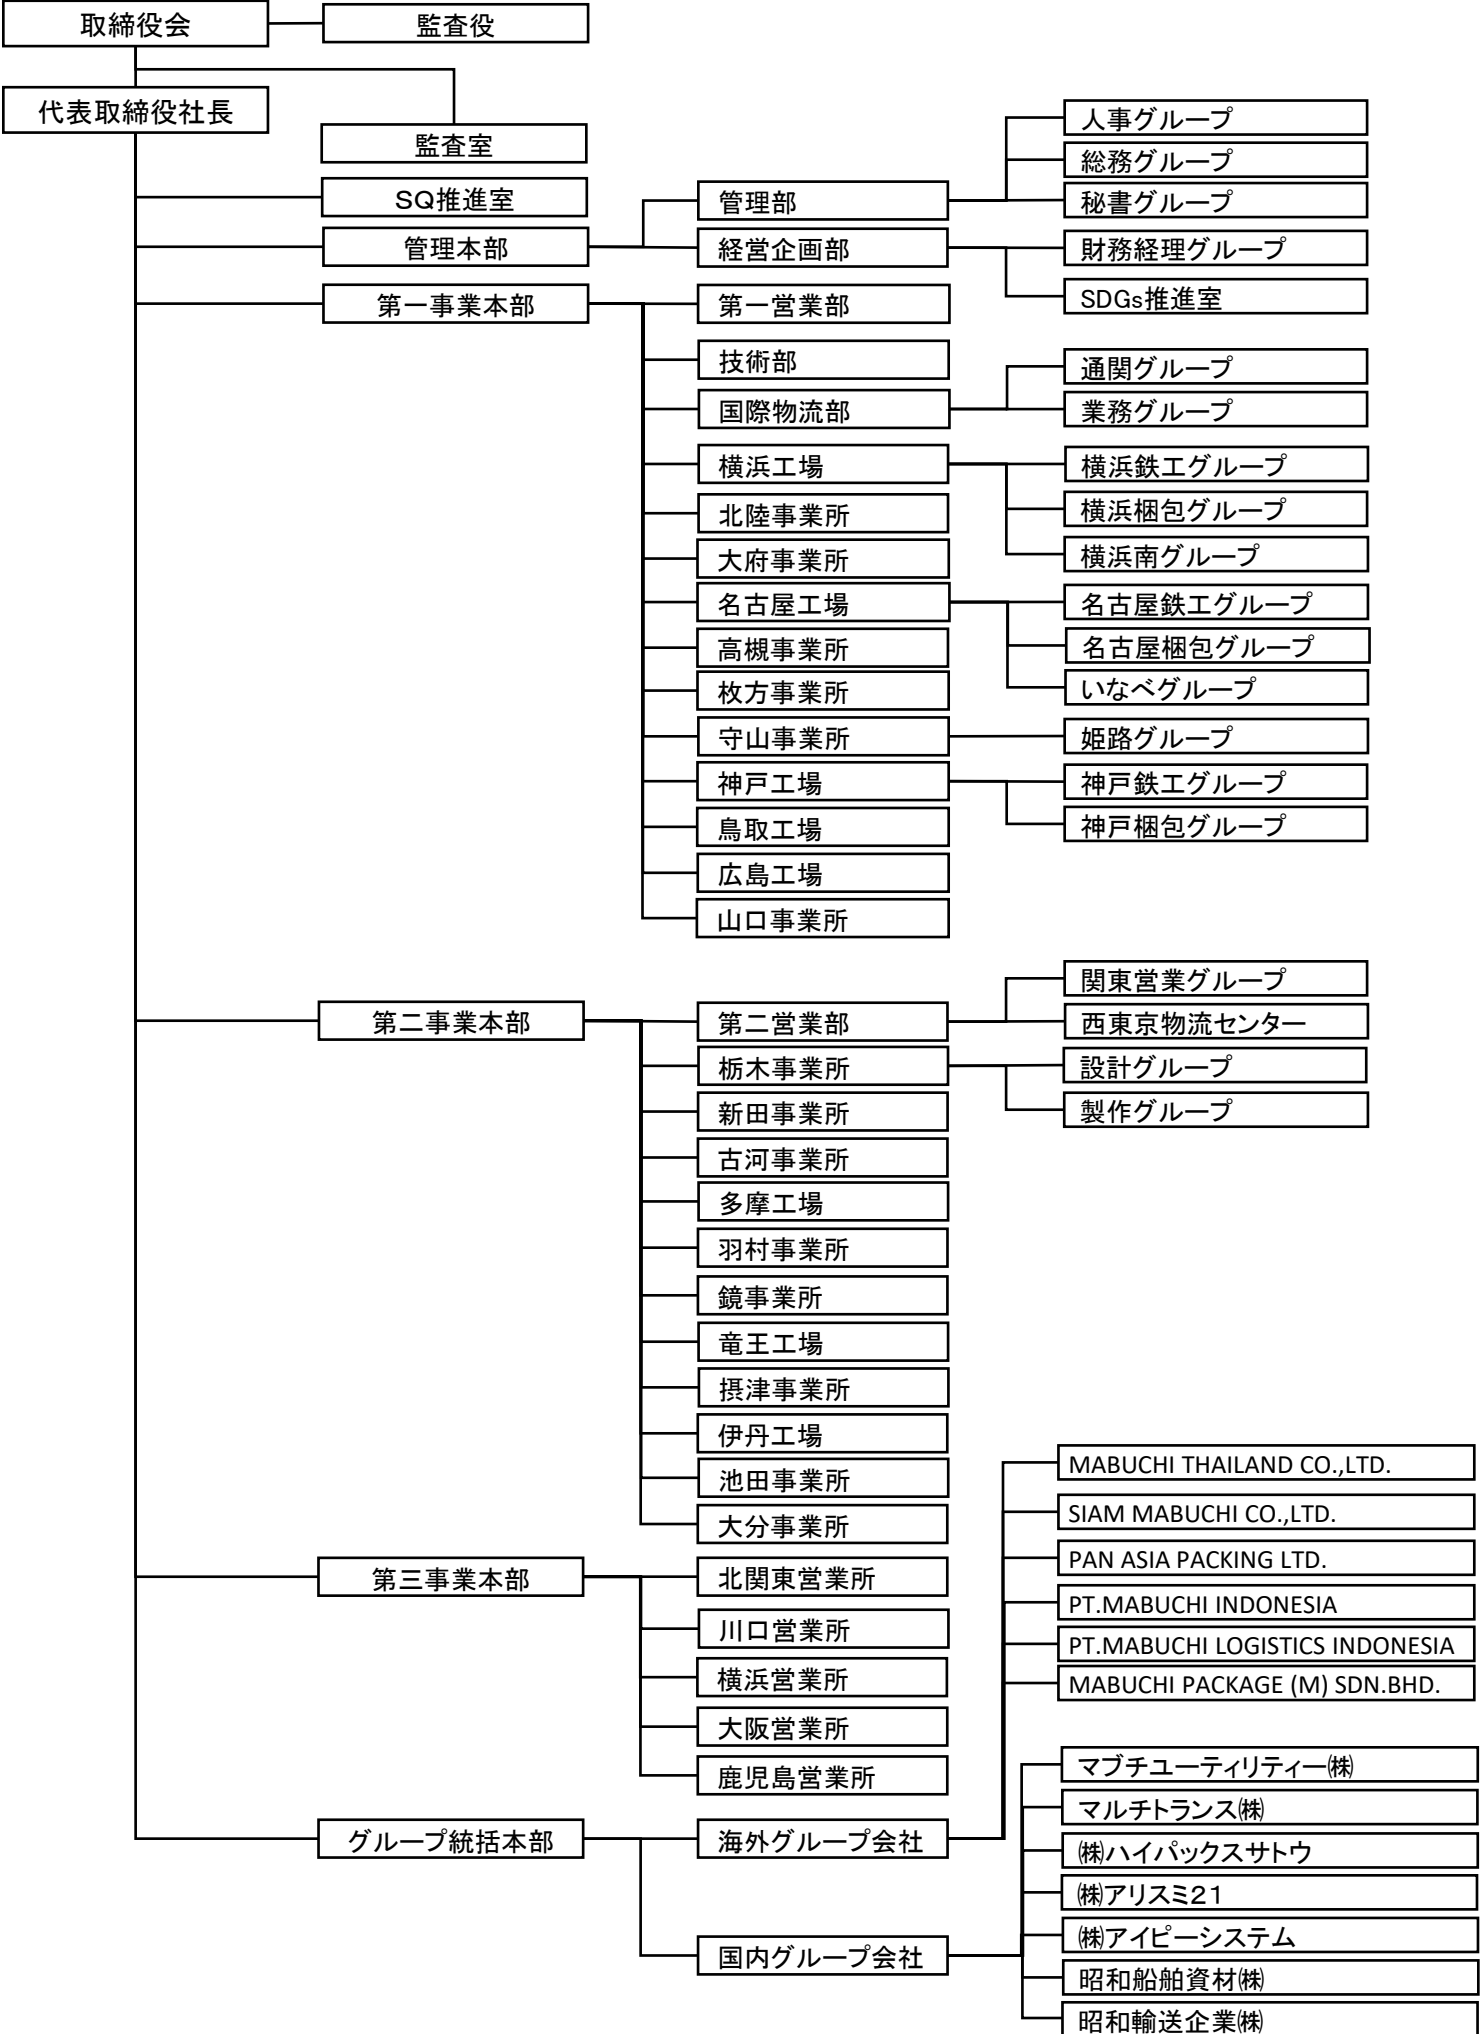 取締役会
監査役
代表取締役社長
監査室
SQ推進室
管理本部
管理部
人事グループ
総務グループ
秘書グループ
経営企画部
財務経理グループ
SDGs推進室
第一事業本部
第一営業部
技術部
国際物流部
通関グループ
業務グループ
横浜工場
横浜鉄工グループ
横浜梱包グループ
横浜南グループ
北陸事業所
大府事業所
名古屋工場
名古屋鉄工グループ
名古屋梱包グループ
いなべグループ
高槻事業所
枚方事業所
守山事業所
姫路グループ
神戸工場
神戸鉄工グループ
神戸梱包グループ
鳥取工場
広島工場
山口事業所
第二事業本部
第二営業部
関東営業グループ
西東京物流センター
栃木事業所
設計グループ
製作グループ
新田事業所
古河事業所
多摩工場
羽村事業所
鏡事業所
竜王工場
摂津事業所
伊丹工場
池田事業所
大分事業所
第三事業本部
北関東営業所
川口営業所
横浜営業所
大阪営業所
鹿児島営業所
グループ統括本部
海外グループ会社
MABUCHI THAILAND CO.,LTD.
SIAM MABUCHI CO.,LTD.
PAN ASIA PACKING LTD.
PT.MABUCHI INDONESIA
PT.MABUCHI LOGISTICS INDONESIA
MABUCHI PACKAGE (M) SDN.BHD.
国内グループ会社
マブチユーティリティー㈱
マルチトランス㈱
㈱ハイパックスサトウ
㈱アリスミ21
㈱アイピーシステム
昭和船舶資材㈱
昭和輸送企業㈱